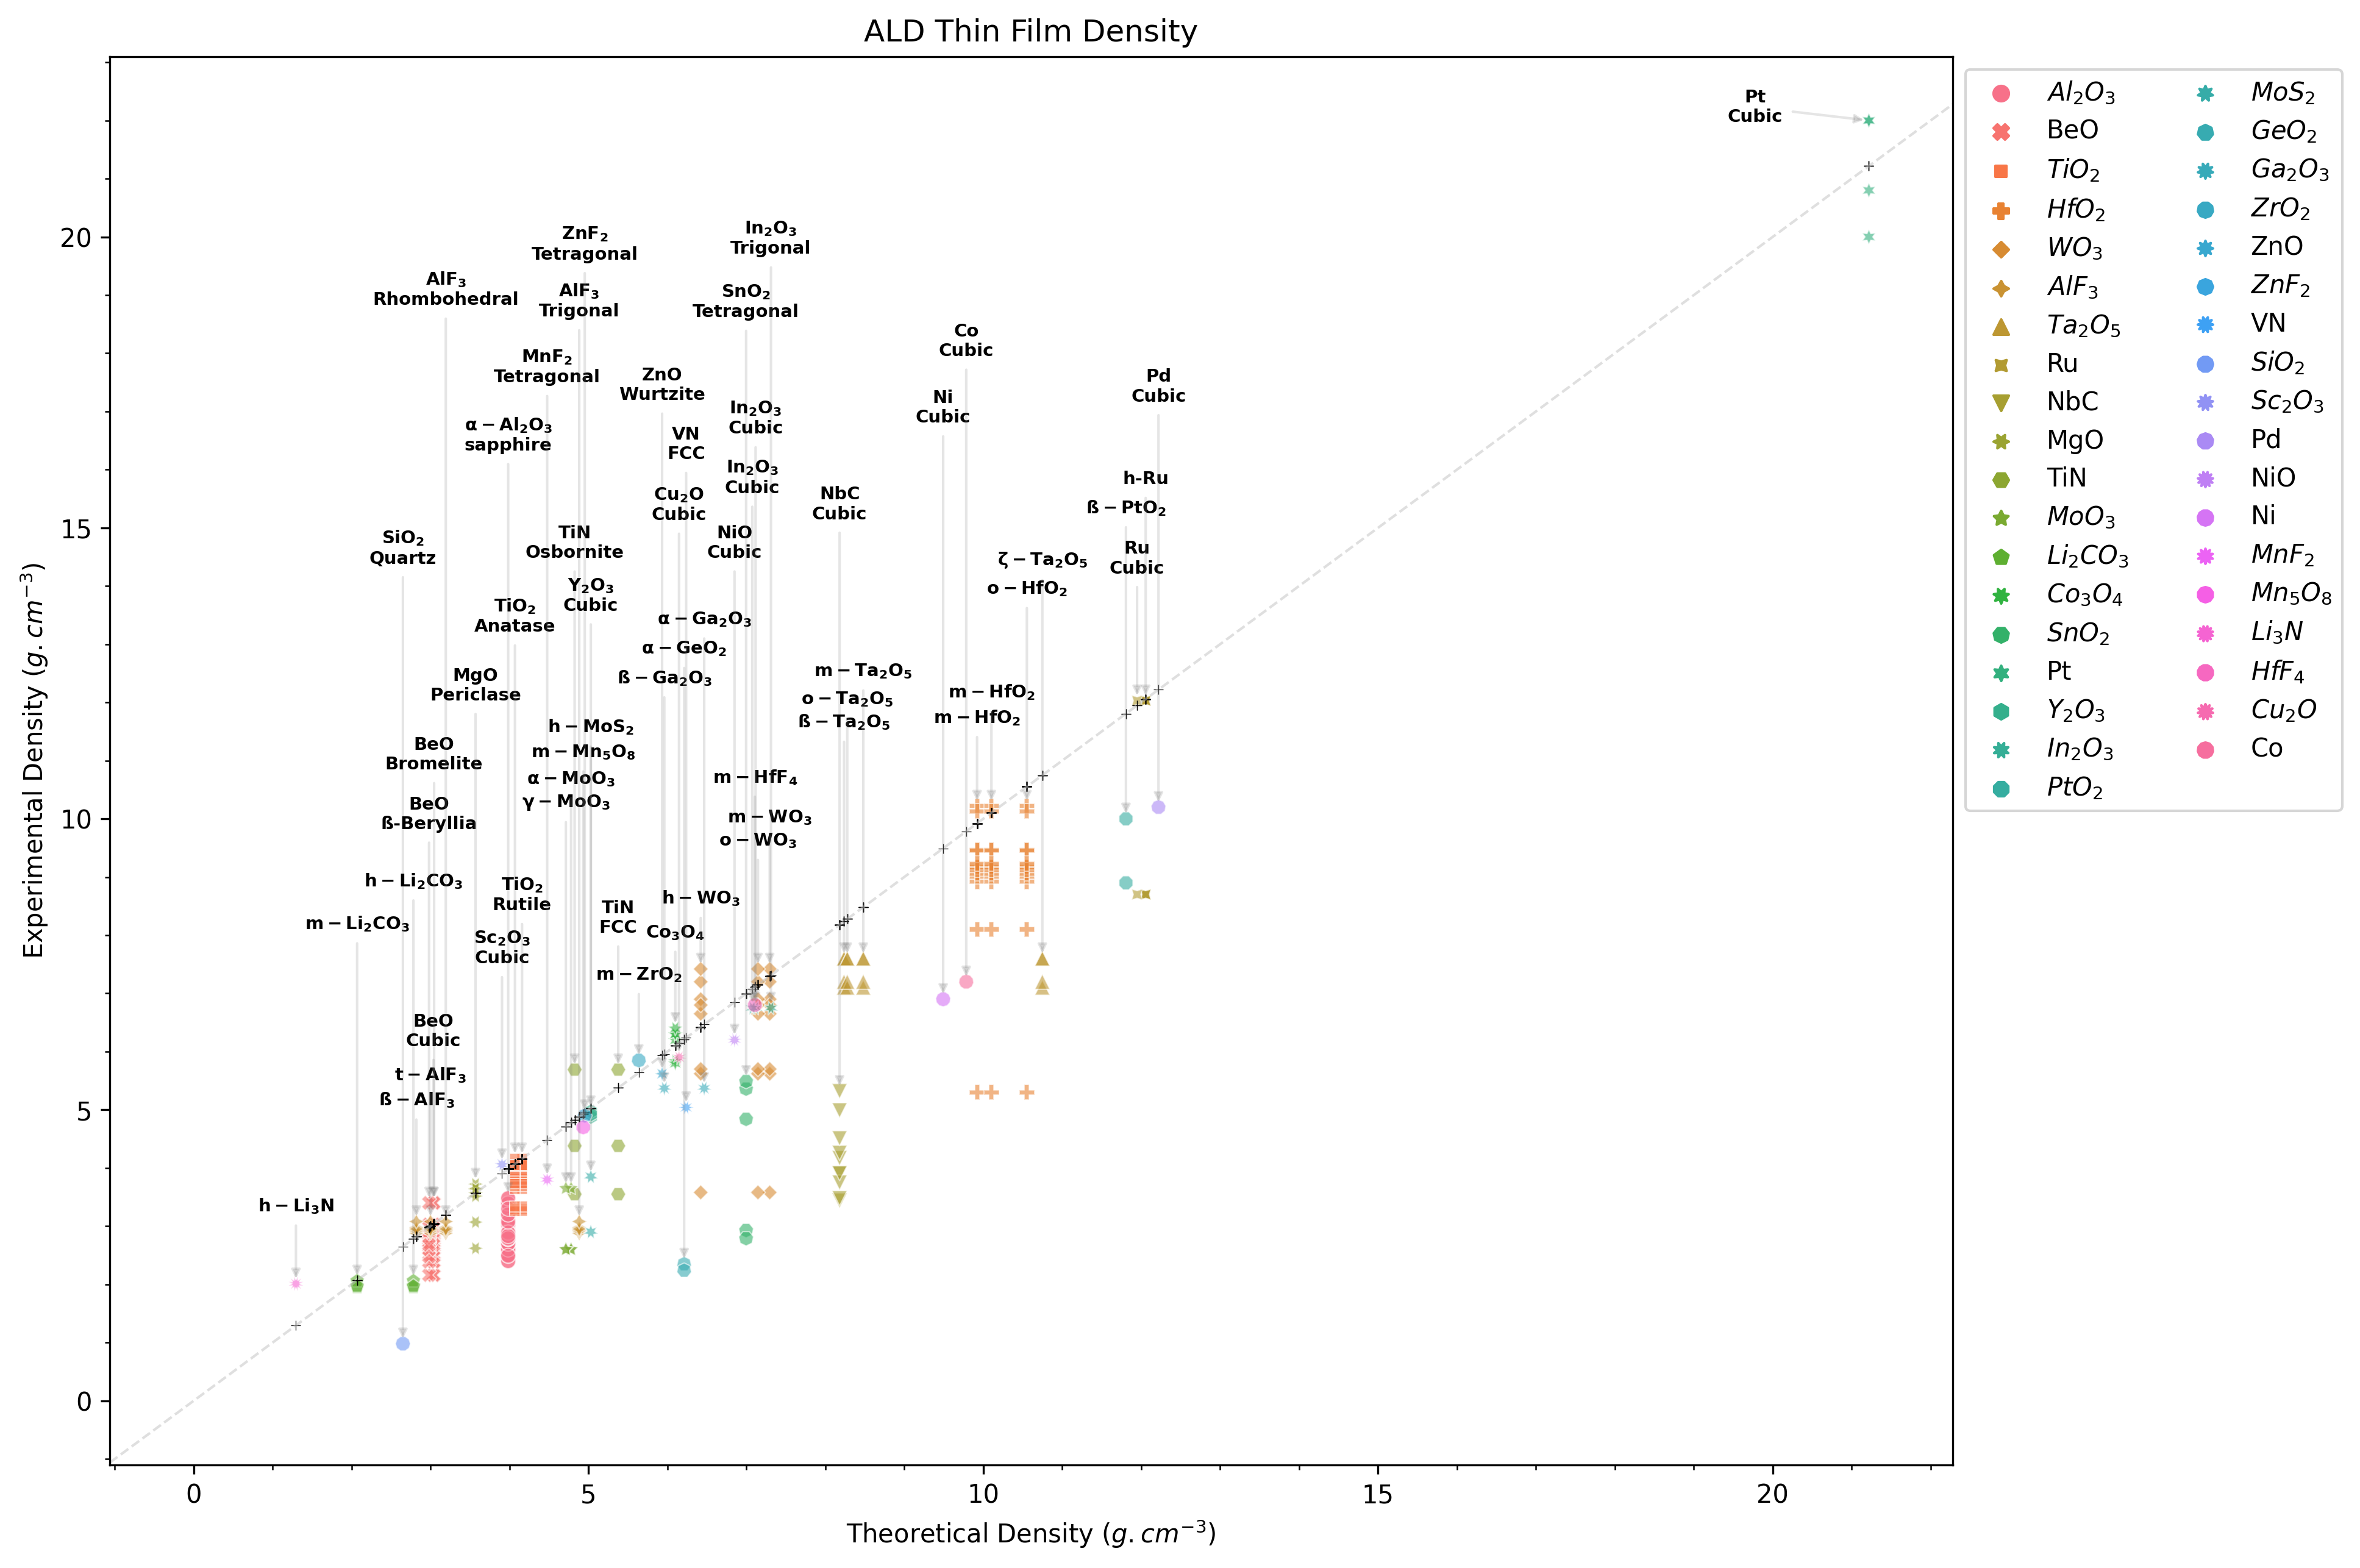 ALD Thin Film Density
Experimental Density (g.cm⁻³)
20
15
10
5
0
Pt
Cubic
In₂O₃
Trigonal
ZnF₂
Tetragonal
AlF₃
Rhombohedral
AlF₃
Trigonal
SnO₂
Tetragonal
Co
Cubic
MnF₂
Tetragonal
ZnO
Wurtzite
Pd
Cubic
Ni
Cubic
In₂O₃
Cubic
α−Al₂O₃
sapphire
VN
FCC
In₂O₃
Cubic
h-Ru
Cu₂O
Cubic
NbC
Cubic
ß−PtO₂
SiO₂
Quartz
TiN
Osbornite
NiO
Cubic
Ru
Cubic
ζ−Ta₂O₅
o−HfO₂
Y₂O₃
Cubic
TiO₂
Anatase
α−Ga₂O₃
α−GeO₂
ß−Ga₂O₃
MgO
Periclase
m−Ta₂O₅
o−Ta₂O₅
ß−Ta₂O₅
m−HfO₂
m−HfO₂
h−MoS₂
m−Mn₅O₈
α−MoO₃
γ−MoO₃
BeO
Bromelite
m−HfF₄
BeO
ß-Beryllia
m−WO₃
o−WO₃
h−Li₂CO₃
m−Li₂CO₃
TiO₂
Rutile
h−WO₃
TiN
FCC
Co₃O₄
Sc₂O₃
Cubic
m−ZrO₂
BeO
Cubic
t−AlF₃
ß−AlF₃
h−Li₃N
0
5
10
15
20
Theoretical Density (g.cm⁻³)
Al₂O₃
BeO
TiO₂
HfO₂
WO₃
AlF₃
Ta₂O₅
Ru
NbC
MgO
TiN
MoO₃
Li₂CO₃
Co₃O₄
SnO₂
Pt
Y₂O₃
In₂O₃
PtO₂
MoS₂
GeO₂
Ga₂O₃
ZrO₂
ZnO
ZnF₂
VN
SiO₂
Sc₂O₃
Pd
NiO
Ni
MnF₂
Mn₅O₈
Li₃N
HfF₄
Cu₂O
Co